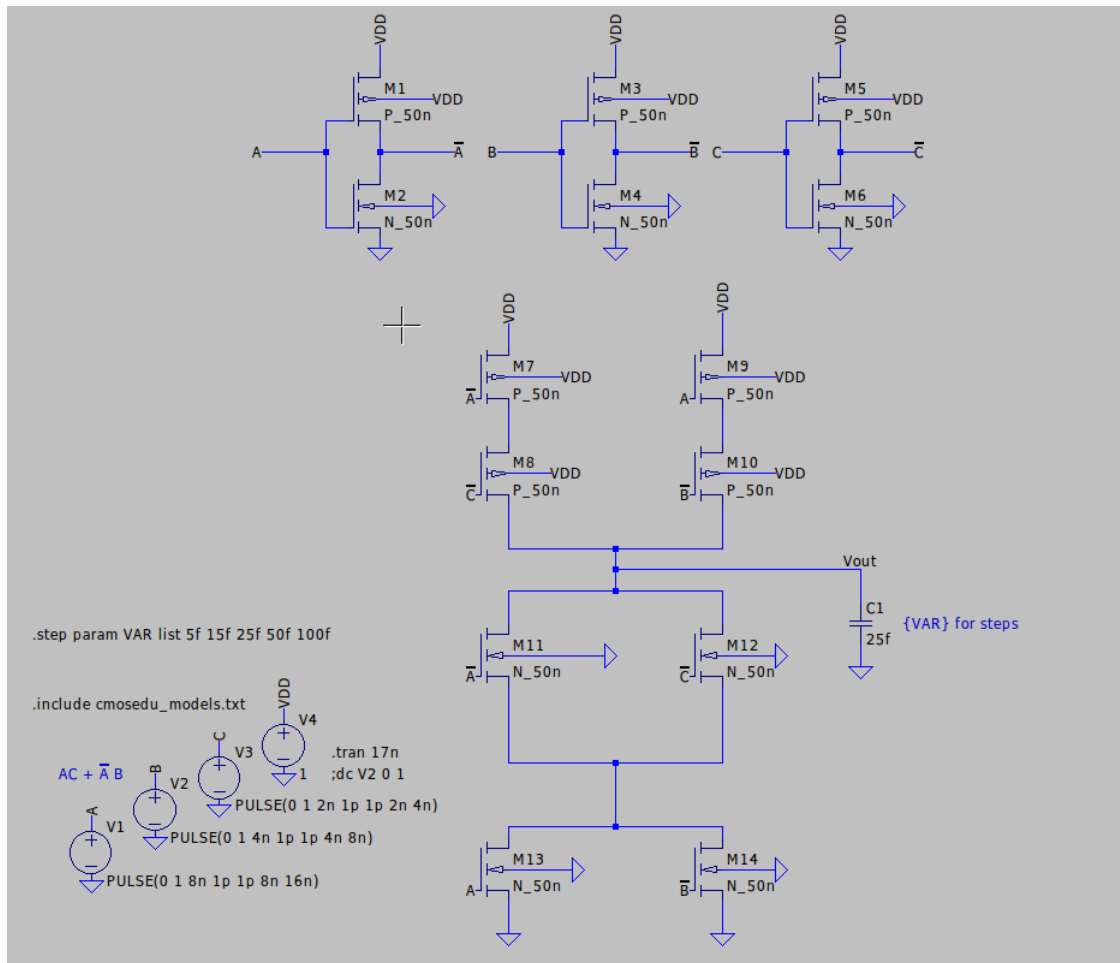 VDD
VDD
VDD
M1
VDD
P_50n
M3
VDD
P_50n
M5
VDD
P_50n
A
A̅
B
B̅
C
C̅
M2
N_50n
M4
N_50n
M6
N_50n
VDD
VDD
M7
VDD
A̅
P_50n
M9
VDD
A
P_50n
M8
VDD
C̅
P_50n
M10
VDD
B̅
P_50n
Vout
C1
25f
{VAR} for steps
.step param VAR list 5f 15f 25f 50f 100f
M11
A̅
N_50n
M12
C̅
N_50n
.include cmosedu_models.txt
VDD
V4
1
.tran 17n
;dc V2 0 1
C
V3
PULSE(0 1 2n 1p 1p 2n 4n)
AC + A̅ B
B
V2
PULSE(0 1 4n 1p 1p 4n 8n)
A
V1
PULSE(0 1 8n 1p 1p 8n 16n)
M13
A
N_50n
M14
B̅
N_50n